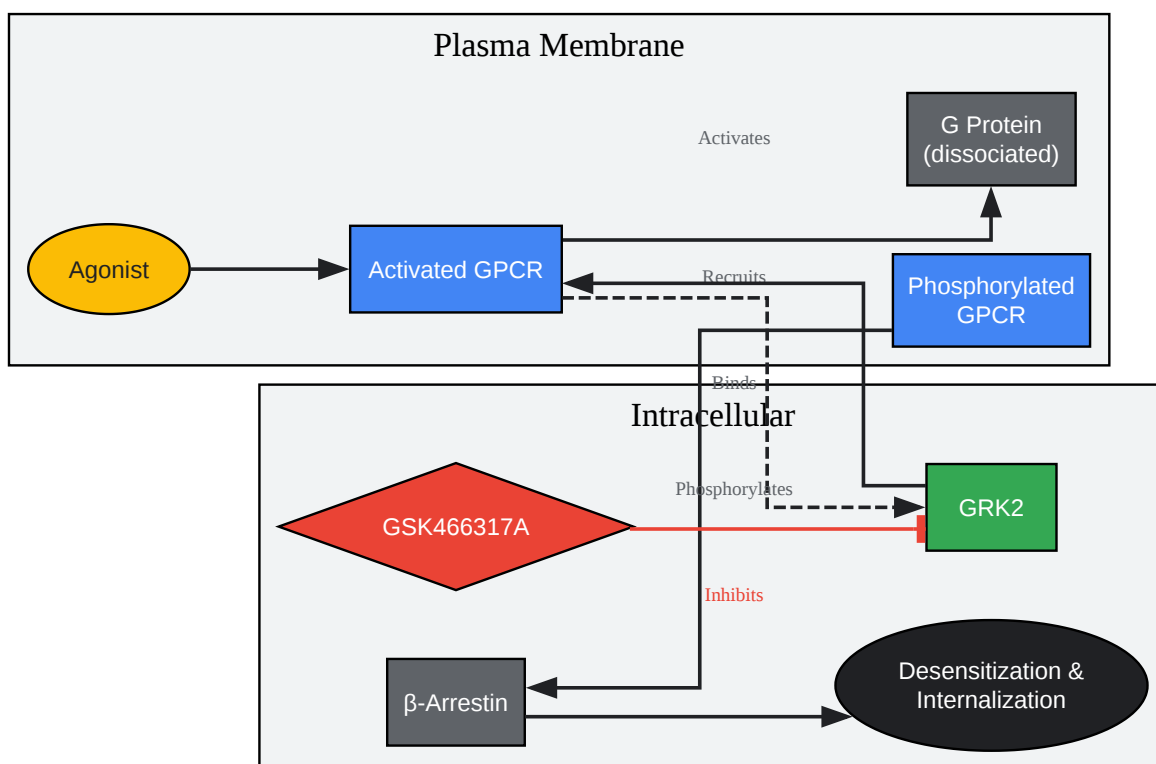 Plasma Membrane
Activates
G Protein
(dissociated)
Agonist
Activated GPCR
Recruits
Phosphorylated
GPCR
Binds
Intracellular
Phosphorylates
GSK466317A
GRK2
Inhibits
β-Arrestin
Desensitization &
Internalization